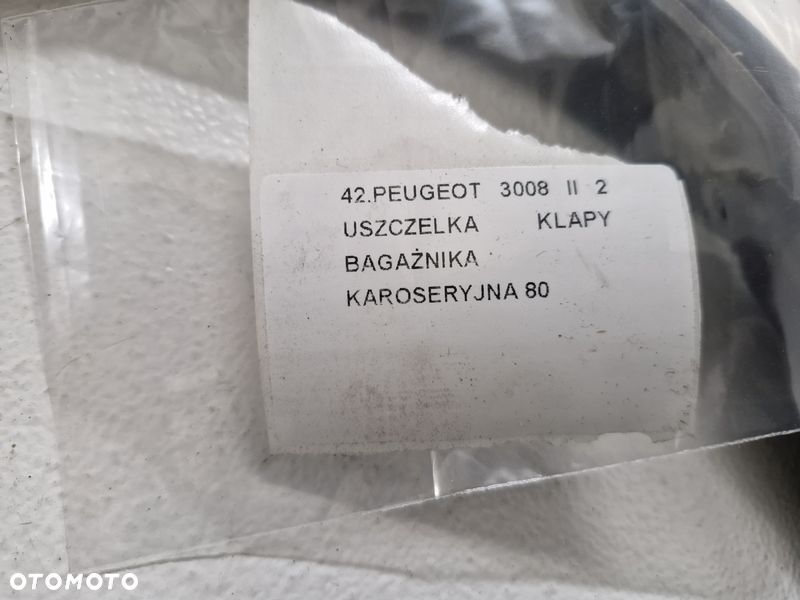 42.PEUGEOT 3008 II 2
USZCZELKA KLAPY
BAGAŻNIKA
KAROSERYJNA 80
OTOMOTO